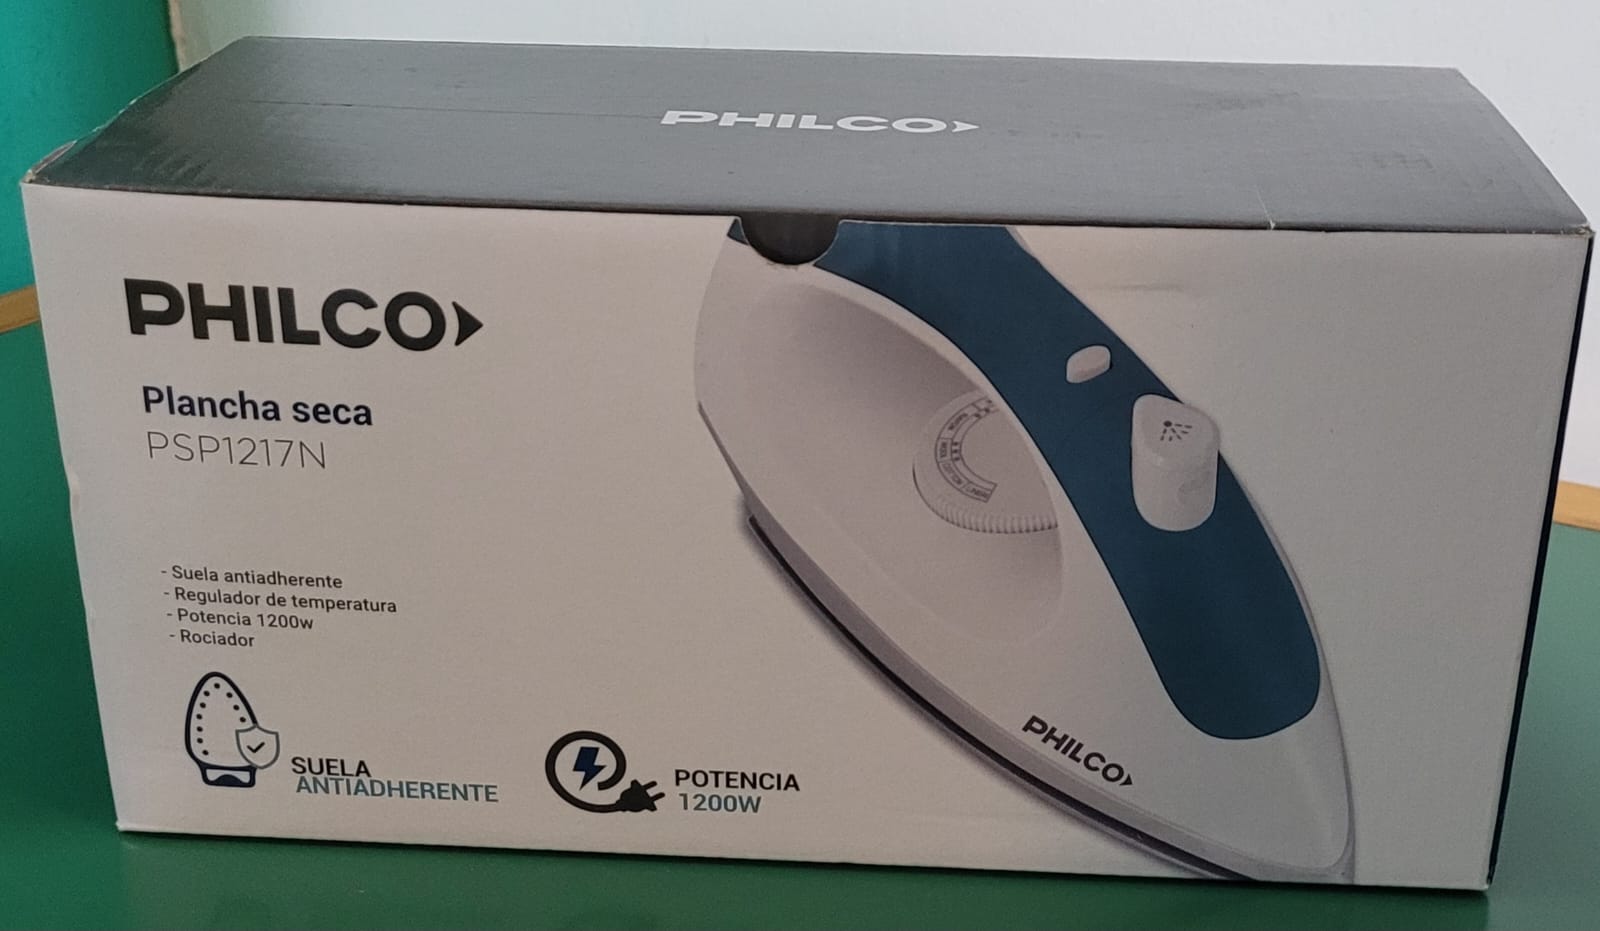 PHILCO
PHILCO
Plancha seca
PSP1217N
- Suela antiadherente
- Regulador de temperatura
- Potencia 1200w
- Rociador
SUELA
ANTIADHERENTE
POTENCIA
1200W
PHILCO